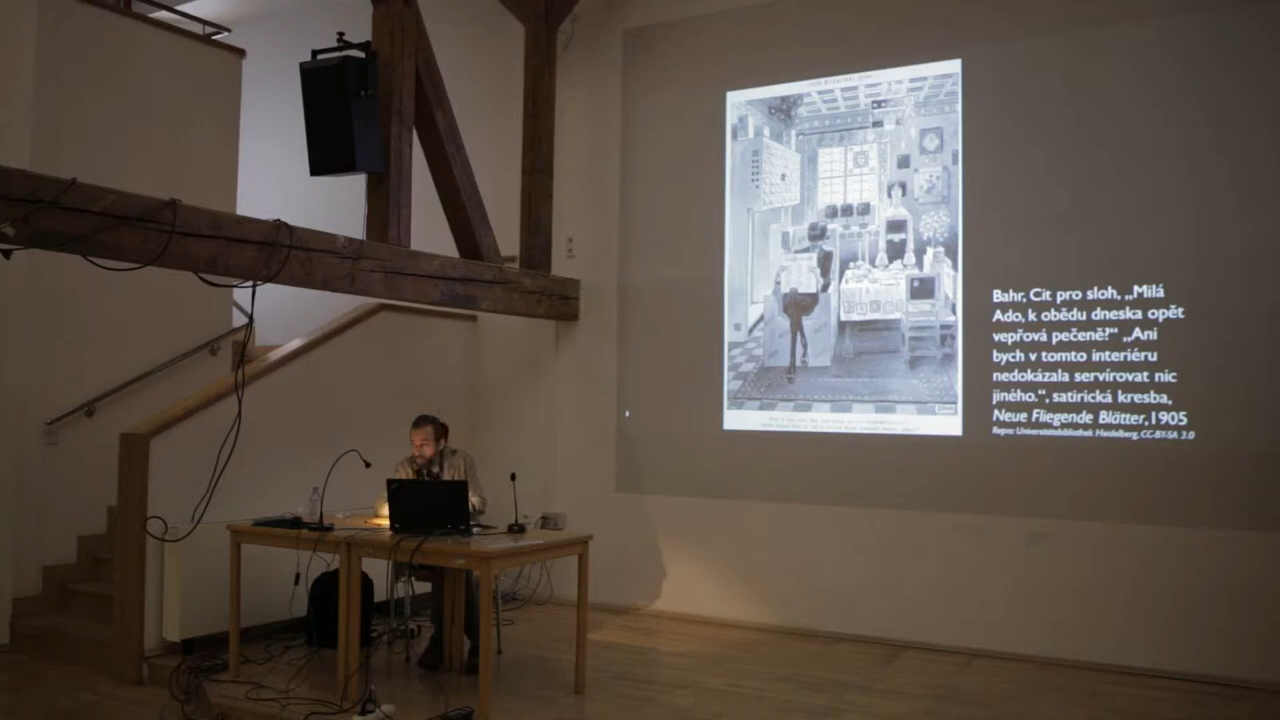 Bahr, Cit pro sloh, „Milá
Ado, k obědu dneska opět
vepřová pečeně?“ „Ani
bych v tomto interiéru
nedokázala servírovat nic
jiného.“, satirická kresba,
Neue Fliegende Blätter, 1905
Repro: Universitätsbibliothek Heidelberg, CC-BY-SA 3.0